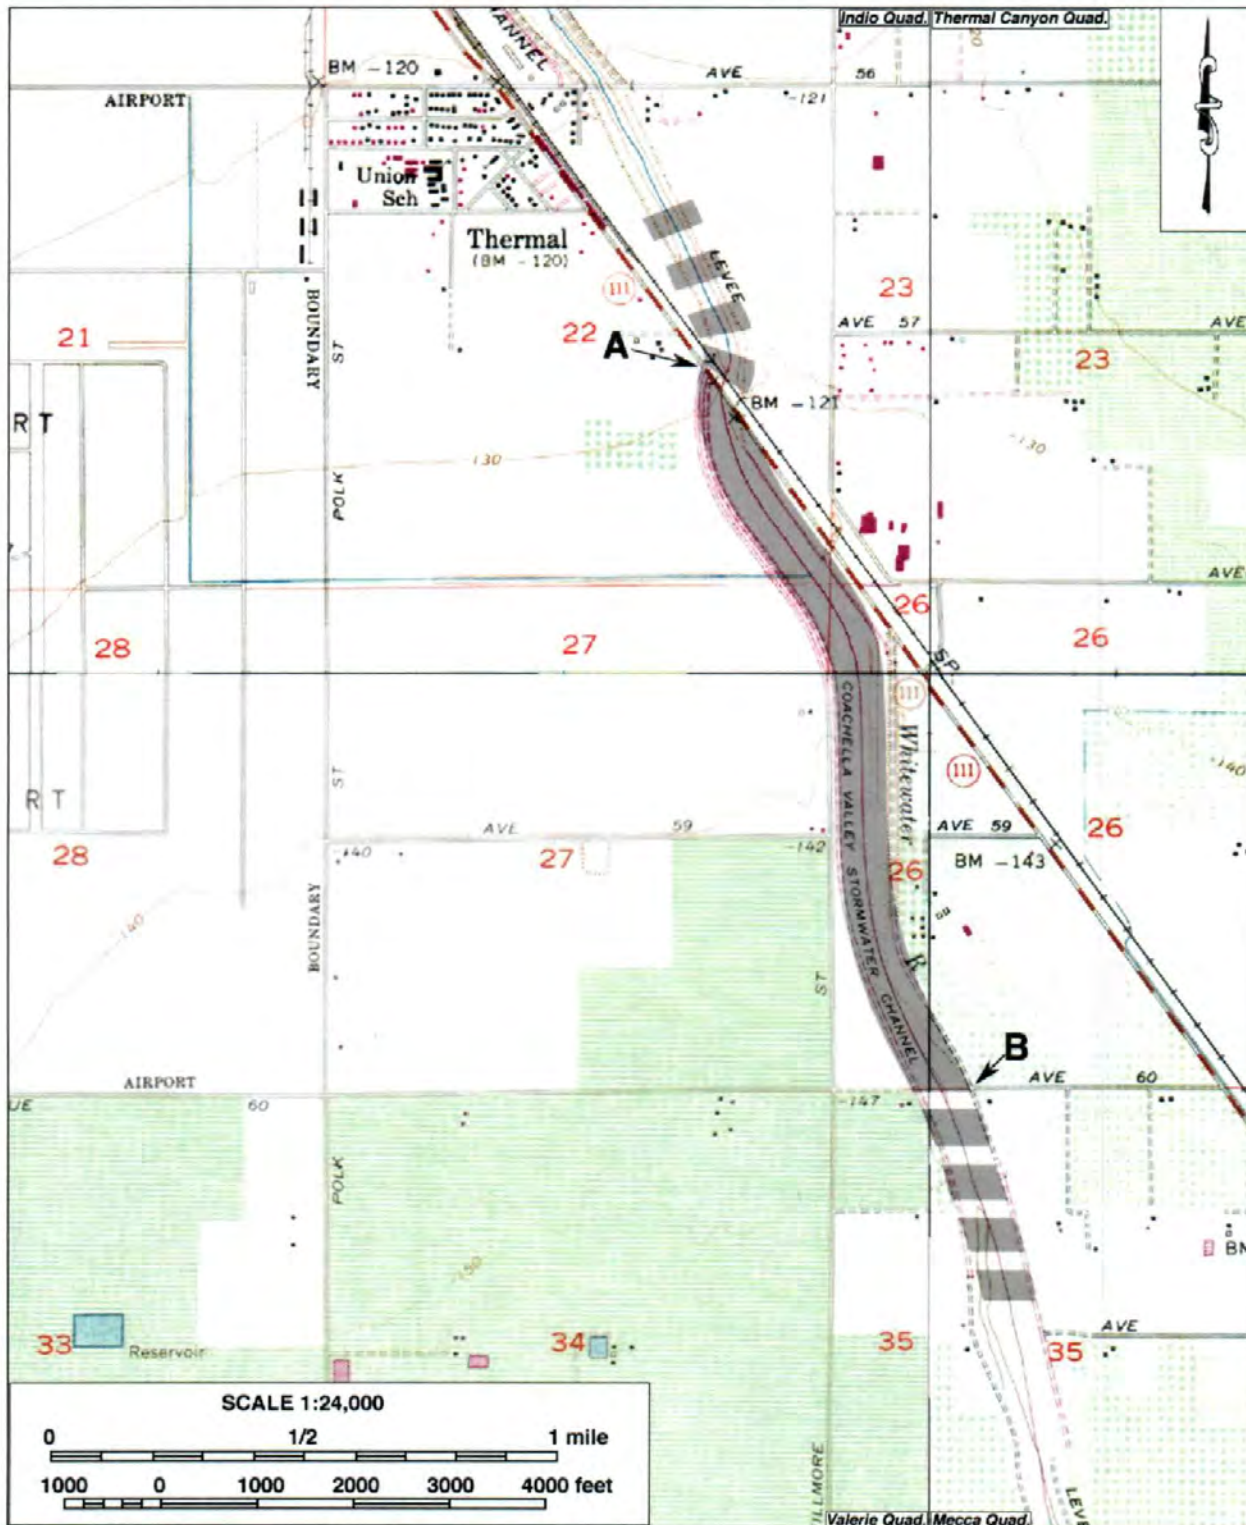 Indio Quad. Thermal Canyon Quad.
CHANNEL
BM -120
AVE 56
-121
AIRPORT
Union
Sch
Thermal
(BM -120)
LEVEE
111
23
21
BOUNDARY
ST
22
A
AVE 57
AVE
23
BM -121
RT
-130
-130
POLK
AVE
28
27
26
26
SP
111
COACHELLA VALLEY STORMWATER CHANNEL
Whitewater
R
111
-140
ST
RT
AVE 59
AVE 59
26
28
-140
27
-142
26
BM -143
-140
BOUNDARY
ST
B
AIRPORT
AVE 60
60
-147
POLK
-150
BM
33
Reservoir
34
35
35
AVE
SCALE 1:24,000
0 1/2 1 mile
1000 0 1000 2000 3000 4000 feet
LEVE
Valerie Quad. Mecca Quad.